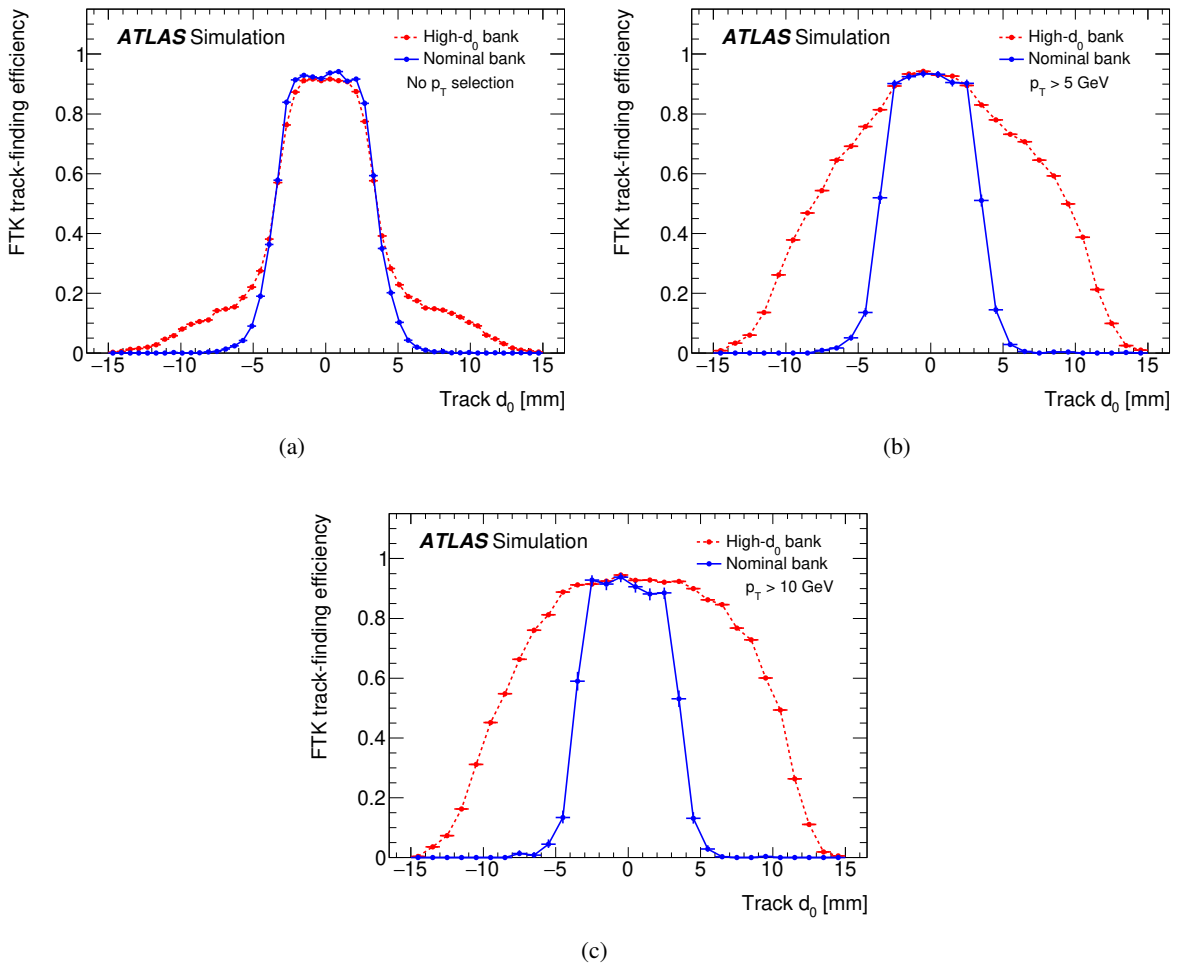 ATLAS Simulation
High-d₀ bank
Nominal bank
No p_T selection
FTK track-finding efficiency
1
0.8
0.6
0.4
0.2
0
−15 −10 −5 0 5 10 15
Track d₀ [mm]
(a)
ATLAS Simulation
High-d₀ bank
Nominal bank
p_T > 5 GeV
FTK track-finding efficiency
1
0.8
0.6
0.4
0.2
0
−15 −10 −5 0 5 10 15
Track d₀ [mm]
(b)
ATLAS Simulation
High-d₀ bank
Nominal bank
p_T > 10 GeV
FTK track-finding efficiency
1
0.8
0.6
0.4
0.2
0
−15 −10 −5 0 5 10 15
Track d₀ [mm]
(c)